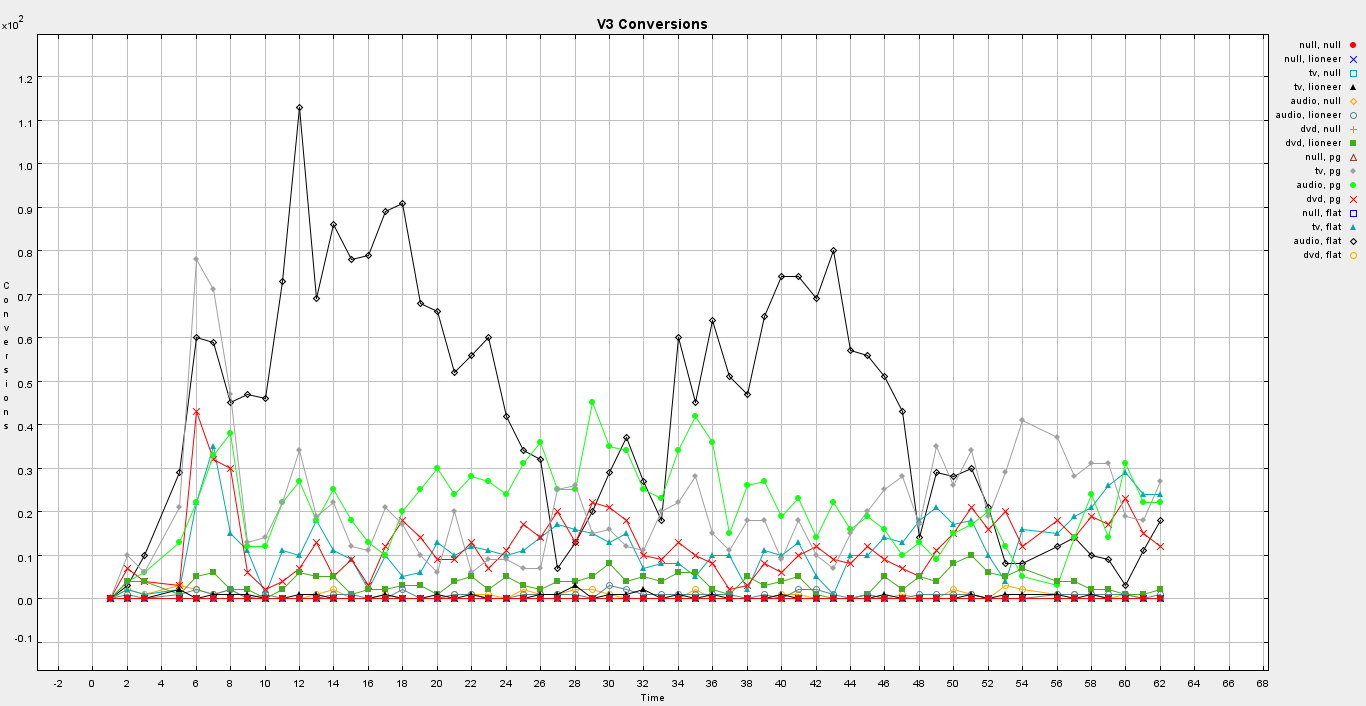 V3 Conversions
×10²
1.2
1.1
1.0
0.9
0.8
0.7
0.6
0.5
0.4
0.3
0.2
0.1
0.0
-0.1
Conversions
-2 0 2 4 6 8 10 12 14 16 18 20 22 24 26 28 30 32 34 36 38 40 42 44 46 48 50 52 54 56 58 60 62 64 66 68
Time
null, null
null, lioneer
tv, null
tv, lioneer
audio, null
audio, lioneer
dvd, null
dvd, lioneer
null, pg
tv, pg
audio, pg
dvd, pg
null, flat
tv, flat
audio, flat
dvd, flat